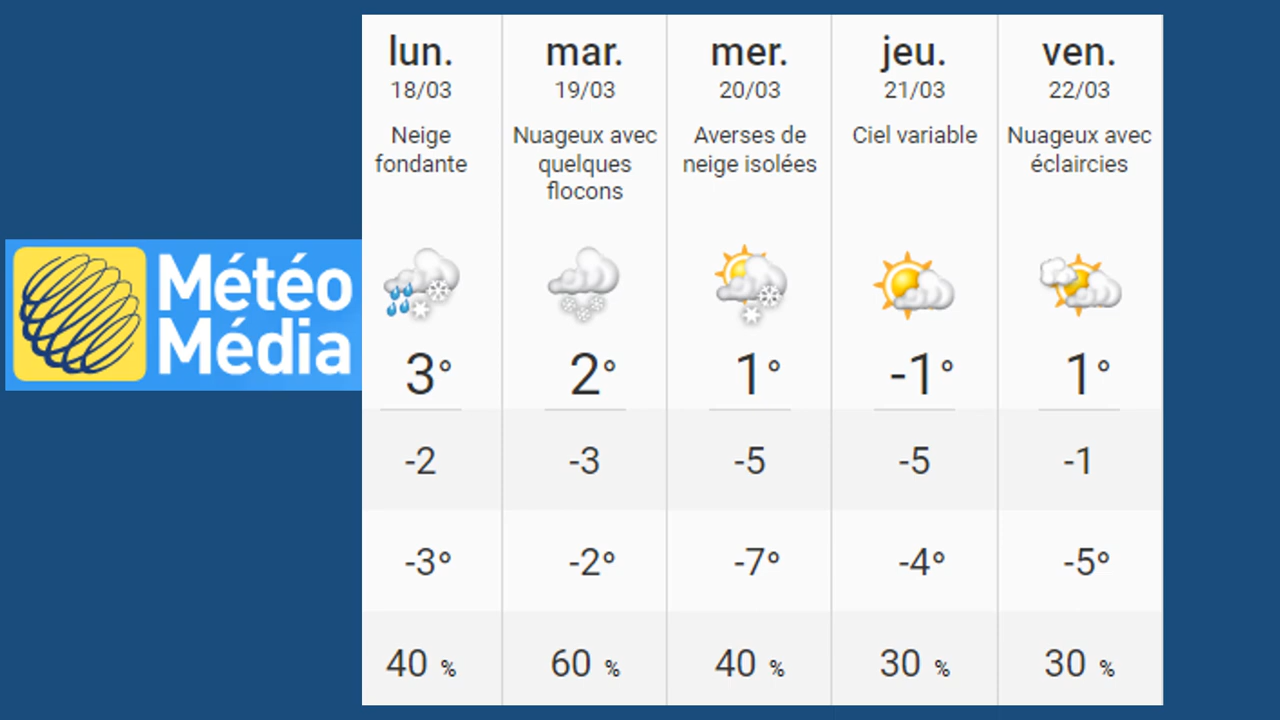 Météo
Média
lun.
18/03
Neige
fondante
3°
-2
-3°
40 %
mar.
19/03
Nuageux avec
quelques
flocons
2°
-3
-2°
60 %
mer.
20/03
Averses de
neige isolées
1°
-5
-7°
40 %
jeu.
21/03
Ciel variable
-1°
-5
-4°
30 %
ven.
22/03
Nuageux avec
éclaircies
1°
-1
-5°
30 %